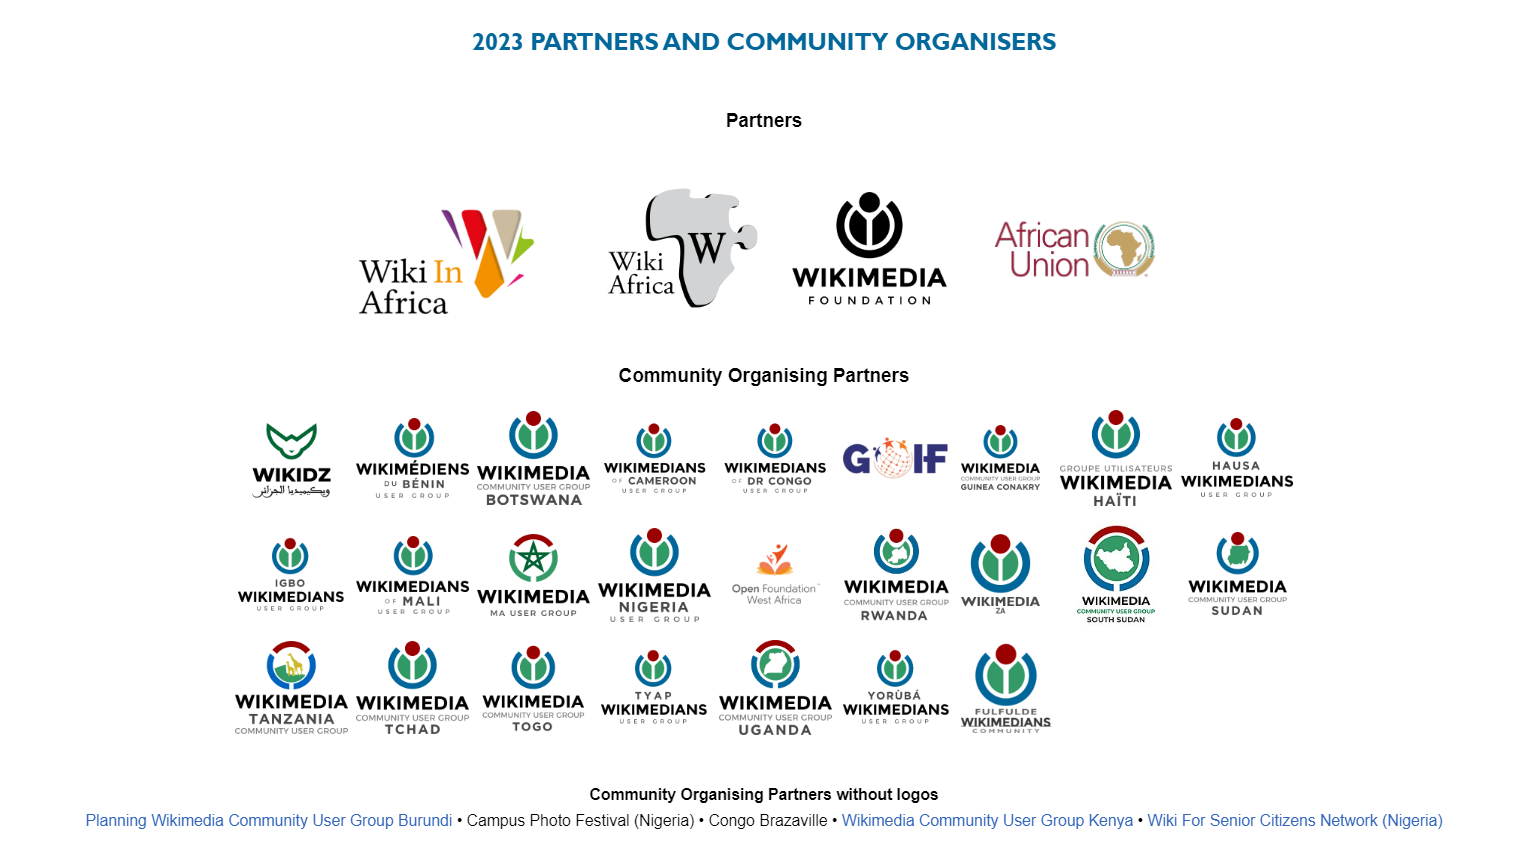 2023 PARTNERS AND COMMUNITY ORGANISERS
Partners
Wiki In
Africa
Wiki
Africa
W
WIKIMEDIA
FOUNDATION
African
Union
Community Organising Partners
WIKIDZ
ويكيميديا الجزائر
WIKIMÉDIENS
DU BÉNIN
USER GROUP
WIKIMEDIA
COMMUNITY USER GROUP
BOTSWANA
WIKIMEDIANS
OF CAMEROON
USER GROUP
WIKIMEDIANS
OF DR CONGO
USER GROUP
GOIF
WIKIMEDIA
COMMUNITY USER GROUP
GUINEA CONAKRY
GROUPE UTILISATEURS
WIKIMEDIA
HAÏTI
HAUSA
WIKIMEDIANS
USER GROUP
IGBO
WIKIMEDIANS
USER GROUP
WIKIMEDIANS
OF MALI
USER GROUP
WIKIMEDIA
MA USER GROUP
WIKIMEDIA
NIGERIA
USER GROUP
Open Foundation™
West Africa
WIKIMEDIA
COMMUNITY USER GROUP
RWANDA
WIKIMEDIA
ZA
WIKIMEDIA
COMMUNITY USER GROUP
SOUTH SUDAN
WIKIMEDIA
COMMUNITY USER GROUP
SUDAN
WIKIMEDIA
TANZANIA
COMMUNITY USER GROUP
WIKIMEDIA
COMMUNITY USER GROUP
TCHAD
WIKIMEDIA
COMMUNITY USER GROUP
TOGO
TYAP
WIKIMEDIANS
USER GROUP
WIKIMEDIA
COMMUNITY USER GROUP
UGANDA
YORÙBÁ
WIKIMEDIANS
USER GROUP
FULFULDE
WIKIMEDIANS
COMMUNITY
Community Organising Partners without logos
Planning Wikimedia Community User Group Burundi • Campus Photo Festival (Nigeria) • Congo Brazaville • Wikimedia Community User Group Kenya • Wiki For Senior Citizens Network (Nigeria)